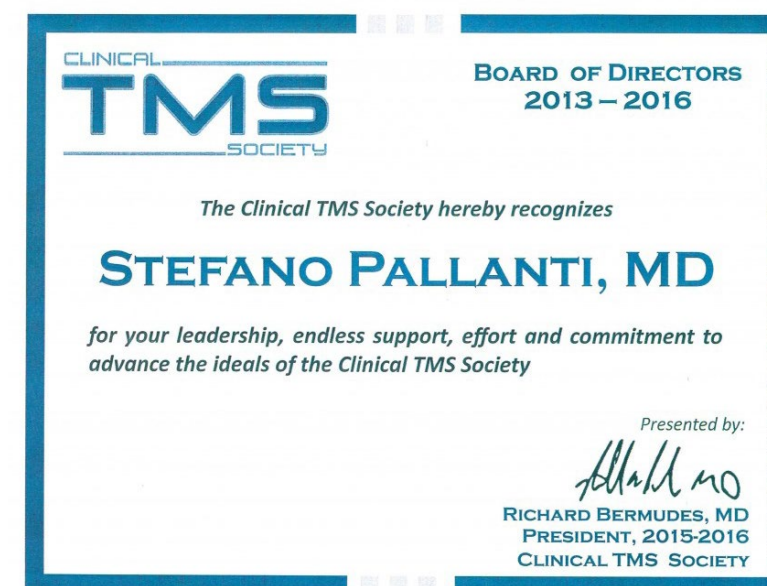 CLINICAL
TMS
SOCIETY
BOARD OF DIRECTORS
2013 – 2016
The Clinical TMS Society hereby recognizes
STEFANO PALLANTI, MD
for your leadership, endless support, effort and commitment to
advance the ideals of the Clinical TMS Society
Presented by:
RICHARD BERMUDES, MD
PRESIDENT, 2015-2016
CLINICAL TMS SOCIETY